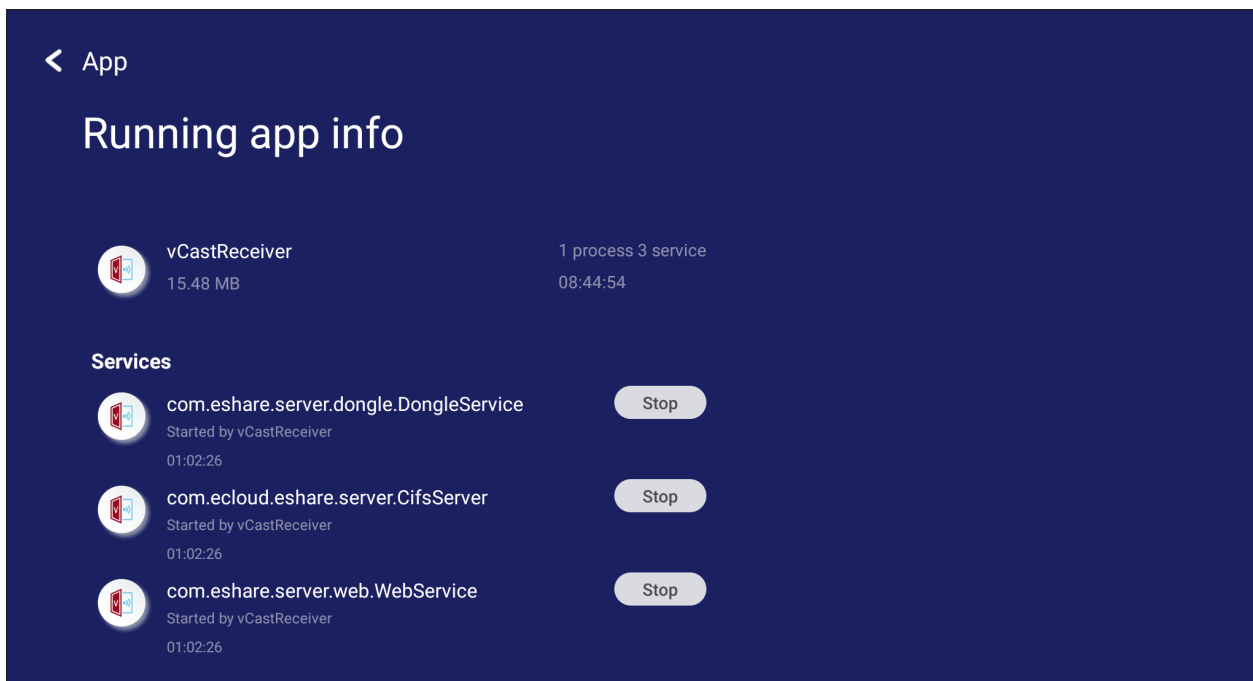 App
Running app info
vCastReceiver
1 process 3 service
15.48 MB
08:44:54
Services
com.eshare.server.dongle.DongleService
Stop
Started by vCastReceiver
01:02:26
com.ecloud.eshare.server.CifsServer
Stop
Started by vCastReceiver
01:02:26
com.eshare.server.web.WebService
Stop
Started by vCastReceiver
01:02:26